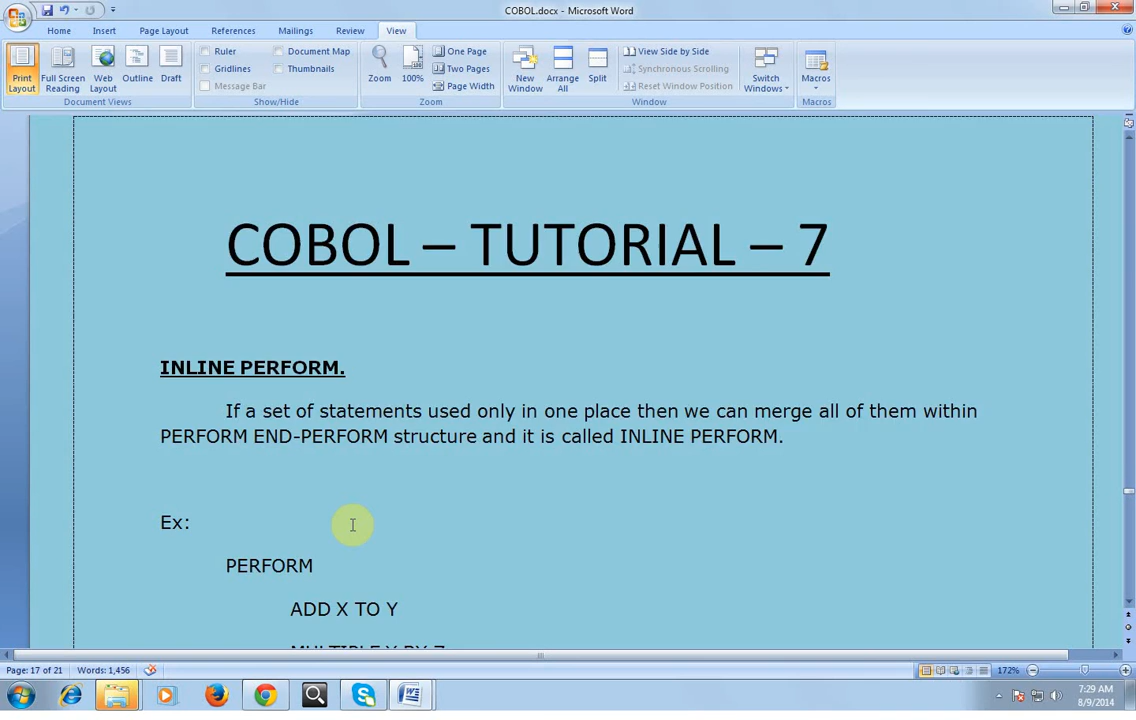 COBOL.docx - Microsoft Word
Home Insert Page Layout References Mailings Review View
Print Layout
Full Screen Reading
Web Layout
Outline
Draft
Document Views
Ruler
Gridlines
Message Bar
Document Map
Thumbnails
Show/Hide
Zoom
100%
One Page
Two Pages
Page Width
Zoom
New Window
Arrange All
Split
View Side by Side
Synchronous Scrolling
Reset Window Position
Window
Switch Windows
Macros
Macros
COBOL – TUTORIAL – 7
INLINE PERFORM.
If a set of statements used only in one place then we can merge all of them within
PERFORM END-PERFORM structure and it is called INLINE PERFORM.
Ex:
PERFORM
ADD X TO Y
Page: 17 of 21 Words: 1,456 172%
7:29 AM
8/9/2014